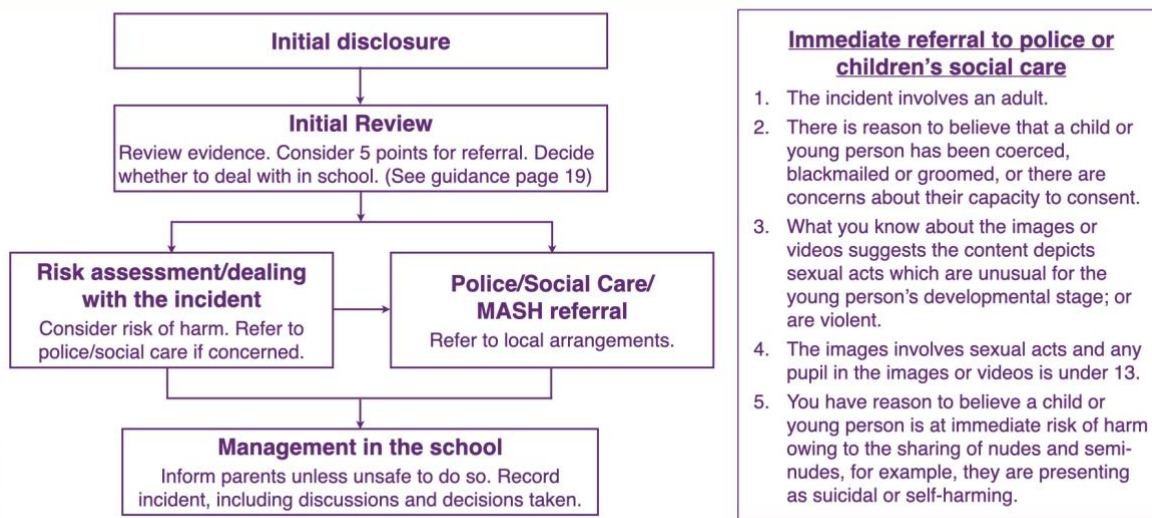 Initial disclosure
Initial Review
Review evidence. Consider 5 points for referral. Decide
whether to deal with in school. (See guidance page 19)
Risk assessment/dealing
with the incident
Consider risk of harm. Refer to
police/social care if concerned.
Police/Social Care/
MASH referral
Refer to local arrangements.
Management in the school
Inform parents unless unsafe to do so. Record
incident, including discussions and decisions taken.
Immediate referral to police or
children's social care
1. The incident involves an adult.
2. There is reason to believe that a child or
young person has been coerced,
blackmailed or groomed, or there are
concerns about their capacity to consent.
3. What you know about the images or
videos suggests the content depicts
sexual acts which are unusual for the
young person's developmental stage; or
are violent.
4. The images involves sexual acts and any
pupil in the images or videos is under 13.
5. You have reason to believe a child or
young person is at immediate risk of harm
owing to the sharing of nudes and semi-
nudes, for example, they are presenting
as suicidal or self-harming.